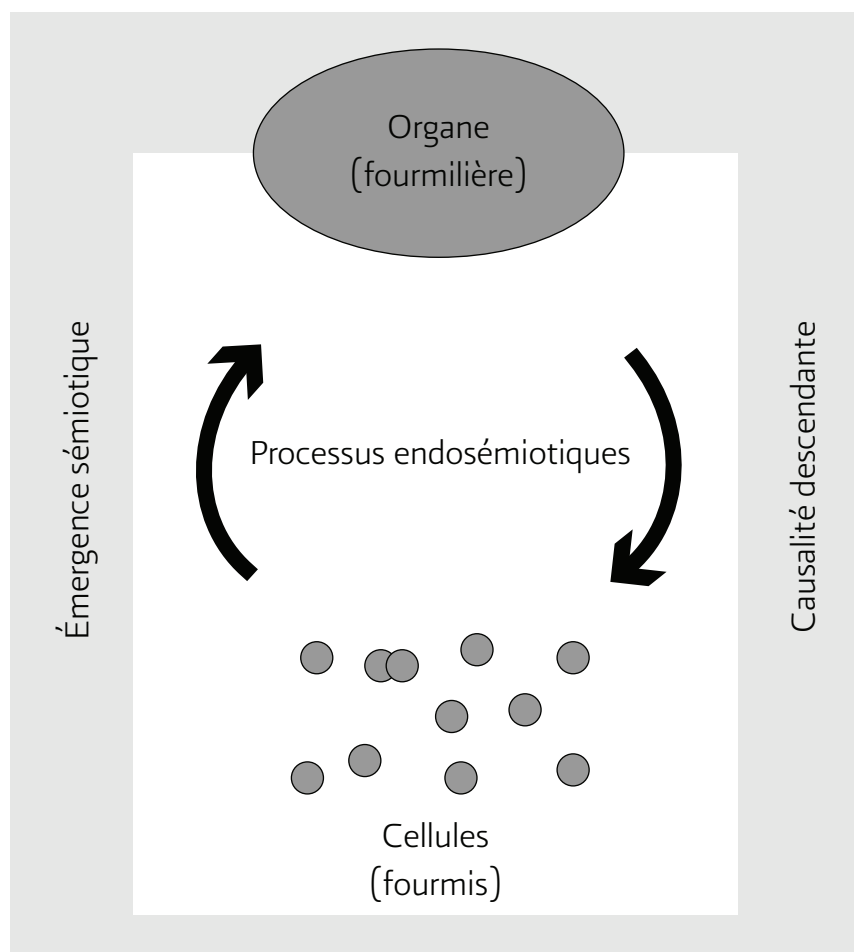 Organe
(fourmilière)
Émergence sémiotique
Processus endosémiotiques
Causalité descendante
Cellules
(fourmis)